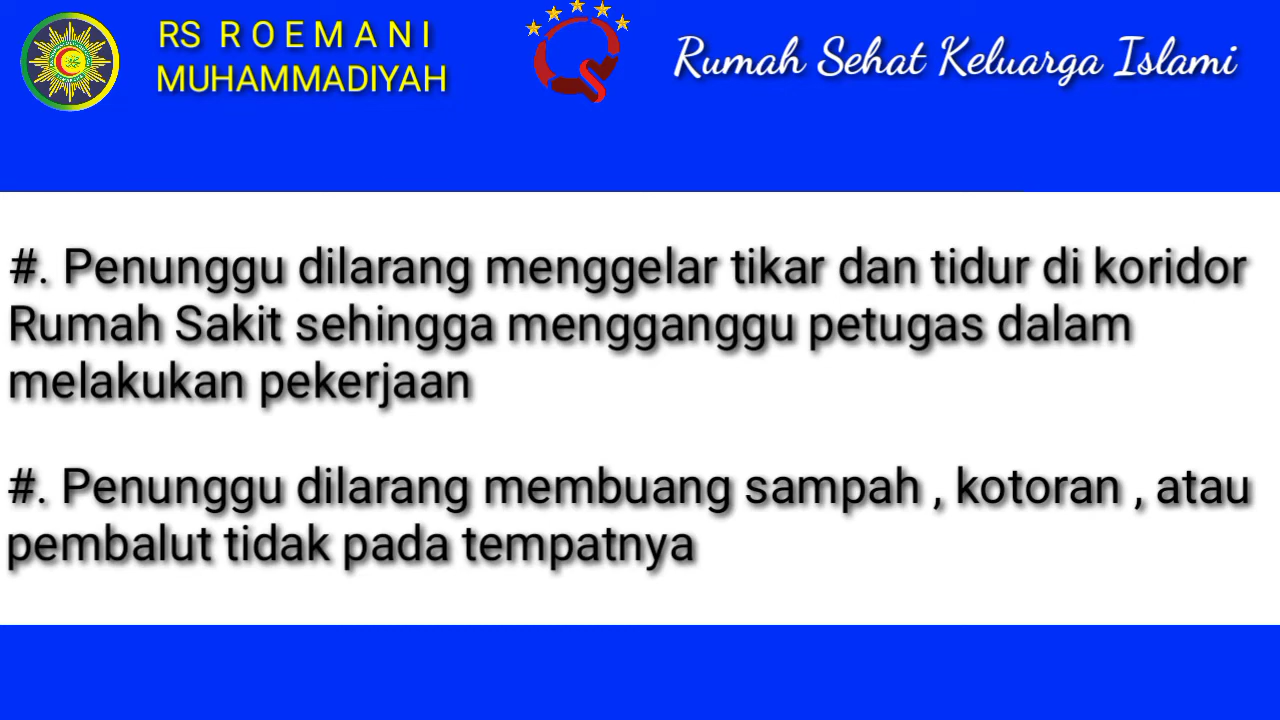 RS R O E M A N I
MUHAMMADIYAH
Rumah Sehat Keluarga Islami
#. Penunggu dilarang menggelar tikar dan tidur di koridor
Rumah Sakit sehingga mengganggu petugas dalam
melakukan pekerjaan
#. Penunggu dilarang membuang sampah , kotoran , atau
pembalut tidak pada tempatnya